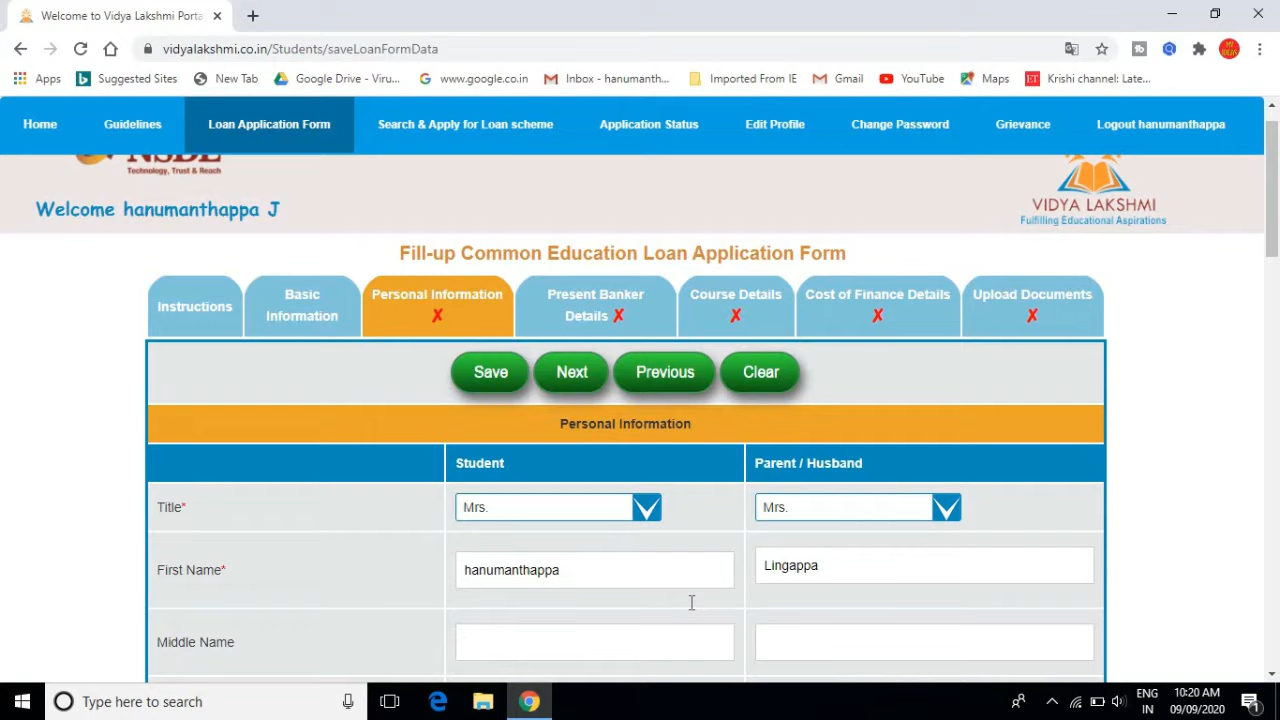 Welcome to Vidya Lakshmi Porta
vidyalakshmi.co.in/Students/saveLoanFormData
Apps
Suggested Sites
New Tab
Google Drive - Viru...
www.google.co.in
Inbox - hanumanth...
Imported From IE
Gmail
YouTube
Maps
Krishi channel: Late...
Home
Guidelines
Loan Application Form
Search & Apply for Loan scheme
Application Status
Edit Profile
Change Password
Grievance
Logout hanumanthappa
NSDL
Technology, Trust & Reach
Welcome hanumanthappa J
VIDYA LAKSHMI
Fulfilling Educational Aspirations
Fill-up Common Education Loan Application Form
Instructions
Basic
Information
Personal Information
✗
Present Banker
Details ✗
Course Details
✗
Cost of Finance Details
✗
Upload Documents
✗
Save
Next
Previous
Clear
Personal Information
Student
Parent / Husband
Title*
Mrs.
Mrs.
First Name*
hanumanthappa
Lingappa
Middle Name
Type here to search
ENG
IN
10:20 AM
09/09/2020
1